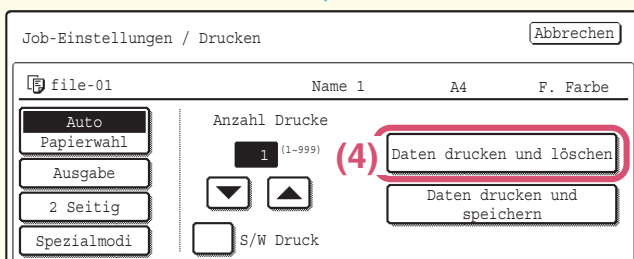 Job-Einstellungen / Drucken
Abbrechen
file-01 Name 1 A4 F. Farbe
Auto
Papierwahl
Ausgabe
2 Seitig
Spezialmodi
Anzahl Drucke
1 (1-999)
S/W Druck
(4)
Daten drucken und löschen
Daten drucken und
speichern